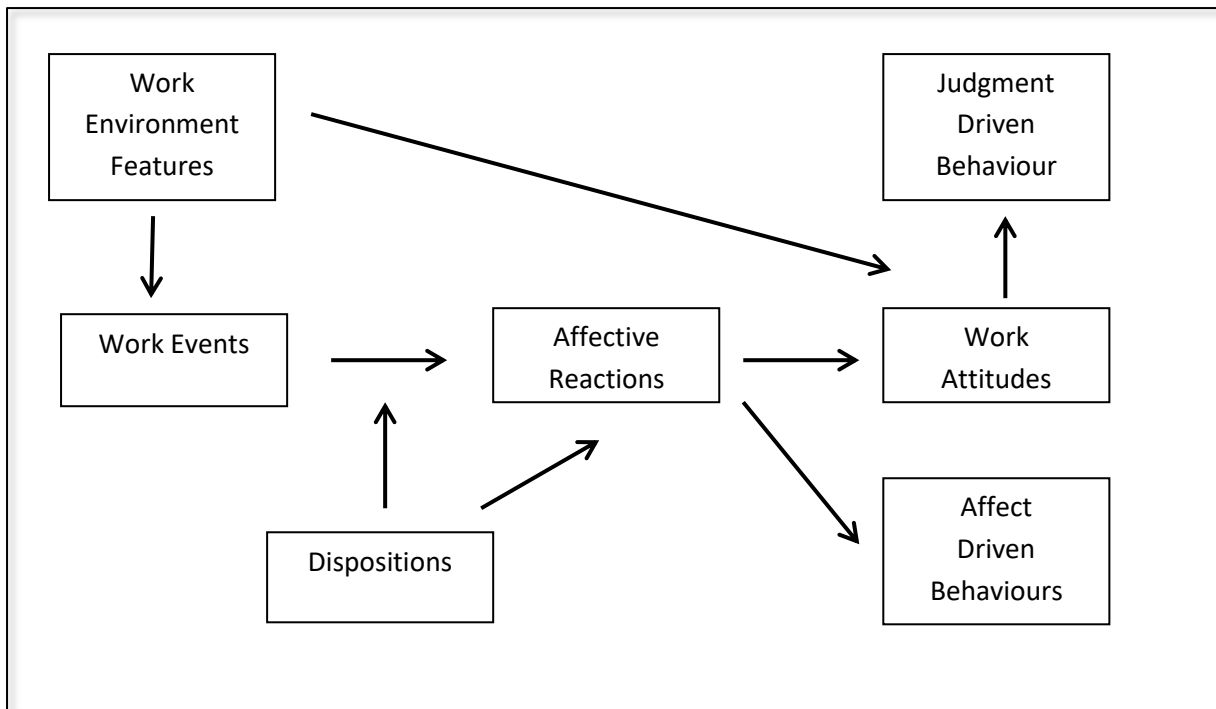 Work
Environment
Features
Judgment
Driven
Behaviour
Work Events
Affective
Reactions
Work
Attitudes
Dispositions
Affect
Driven
Behaviours